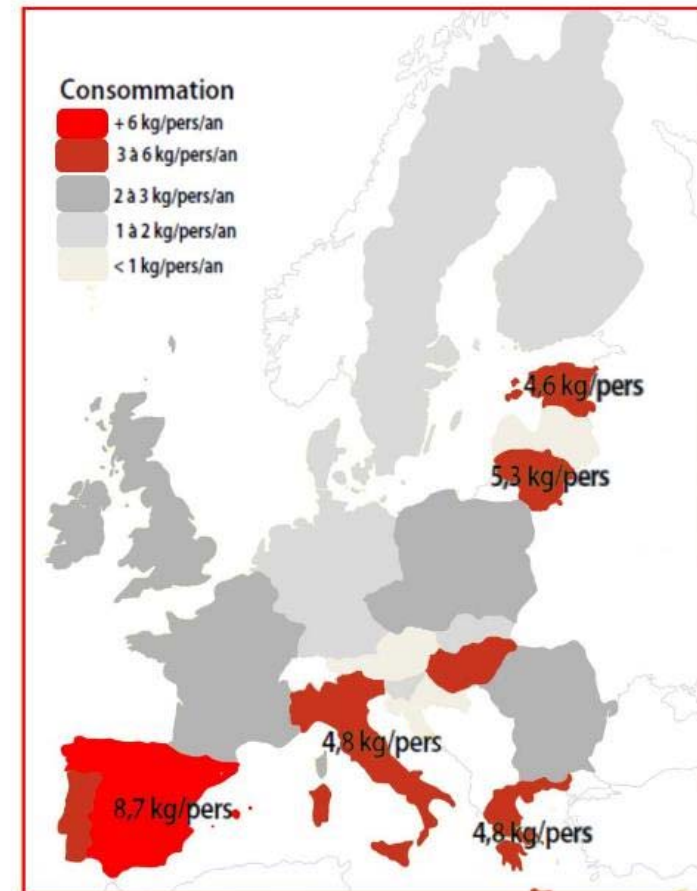 Consommation
+ 6 kg/pers/an
3 à 6 kg/pers/an
2 à 3 kg/pers/an
1 à 2 kg/pers/an
< 1 kg/pers/an
4,6 kg/pers
5,3 kg/pers
4,8 kg/pers
8,7 kg/pers
4,8 kg/pers